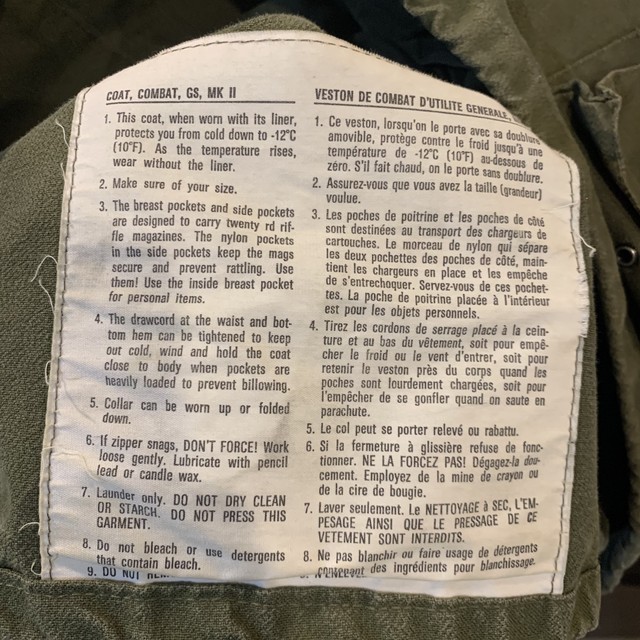 COAT, COMBAT, GS, MK II
1. This coat, when worn with its liner,
protects you from cold down to -12°C
(10°F). As the temperature rises,
wear without the liner.
2. Make sure of your size.
3. The breast pockets and side pockets
are designed to carry twenty rd rif-
fle magazines. The nylon pockets
in the side pockets keep the mags
secure and prevent rattling. Use
them! Use the inside breast pocket
for personal items.
4. The drawcord at the waist and bot-
tom hem can be tightened to keep
out cold, wind and hold the coat
close to body when pockets are
heavily loaded to prevent billowing.
5. Collar can be worn up or folded
down.
6. If zipper snags, DON'T FORCE! Work
loose gently. Lubricate with pencil
lead or candle wax.
7. Launder only. DO NOT DRY CLEAN
OR STARCH. DO NOT PRESS THIS
GARMENT.
8. Do not bleach or use detergents
that contain bleach.
9. DO NOT
VESTON DE COMBAT D'UTILITE GENERALE,
1. Ce veston, lorsqu'on le porte avec sa doublure
amovible, protège contre le froid jusqu'à une
température de -12°C (10°F) au-dessous de
zéro. S'il fait chaud, on le porte sans doublure.
2. Assurez-vous que vous avez la taille (grandeur)
voulue.
3. Les poches de poitrine et les poches de côté
sont destinées au transport des chargeurs de
cartouches. Le morceau de nylon qui sépare
les deux pochettes des poches de côté, main-
tient les chargeurs en place et les empêche
de s'entrechoquer. Servez-vous de ces pochet-
tes. La poche de poitrine placée à l'intérieur
est pour les objets personnels.
4. Tirez les cordons de serrage placé à la cein-
ture et au bas du vêtement, soit pour empê-
cher le froid ou le vent d'entrer, soit pour
retenir le veston près du corps quand les
poches sont lourdement chargées, soit pour
l'empêcher de se gonfler quand on saute en
parachute.
5. Le col peut se porter relevé ou rabattu.
6. Si la fermeture à glissière refuse de fonc-
tionner. NE LA FORCEZ PAS! Dégagez-la dou-
cement. Employez de la mine de crayon ou
de la cire de bougie.
7. Laver seulement. Le NETTOYAGE à SEC, L'EM-
PESAGE AINSI QUE LE PRESSAGE DE CE
VETEMENT SONT INTERDITS.
8. Ne pas blanchir ou faire usage de détergents
contenant des ingrédients pour blanchissage.